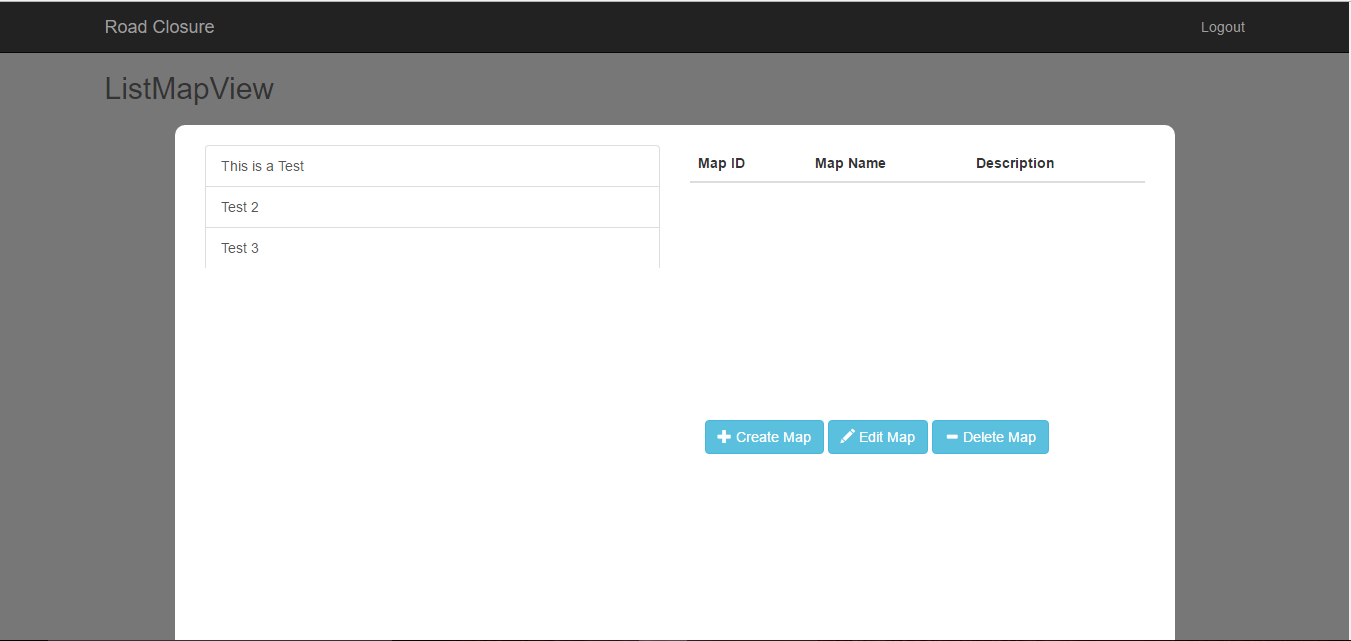 Road Closure
Logout
ListMapView
This is a Test
Test 2
Test 3
Map ID Map Name Description
Create Map Edit Map Delete Map